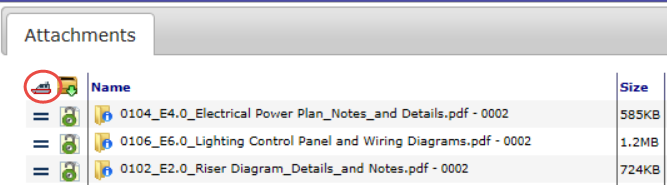 Attachments
Name Size
0104_E4.0_Electrical Power Plan_Notes_and Details.pdf - 0002 585KB
0106_E6.0_Lighting Control Panel and Wiring Diagrams.pdf - 0002 1.2MB
0102_E2.0_Riser Diagram_Details_and Notes.pdf - 0002 724KB